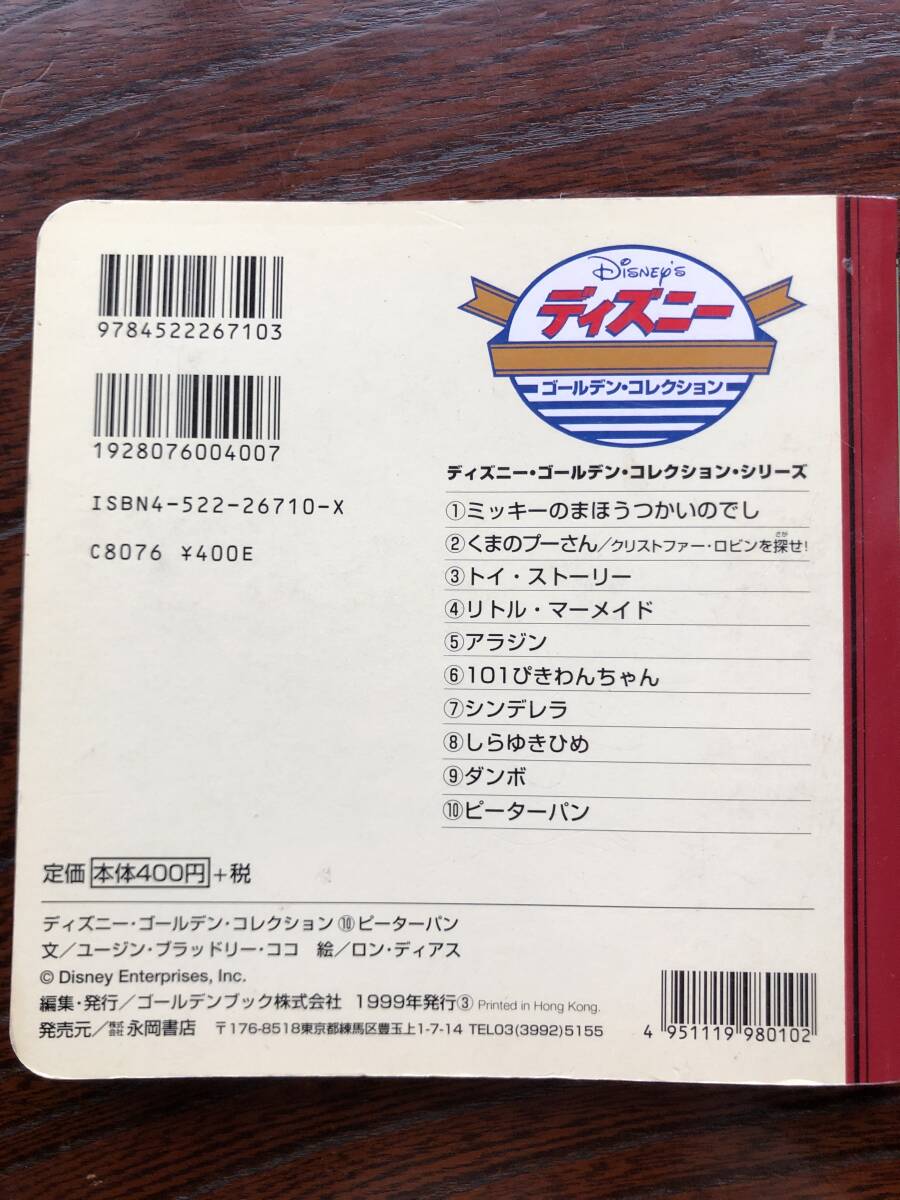 9784522267103
1928076004007
ISBN4-522-26710-X
C8076 ¥400E
DISNEY'S
ディズニー
ゴールデン・コレクション
ディズニー・ゴールデン・コレクション・シリーズ
①ミッキーのまほうつかいのでし
②くまのプーさん/クリストファー・ロビンを探せ!
さが
③トイ・ストーリー
④リトル・マーメイド
⑤アラジン
⑥101ぴきわんちゃん
⑦シンデレラ
⑧しらゆきひめ
⑨ダンボ
⑩ピーターパン
定価 本体400円+税
ディズニー・ゴールデン・コレクション⑩ピーターパン
文/ユージン・ブラッドリー・ココ 絵/ロン・ディアス
© Disney Enterprises, Inc.
編集・発行/ゴールデンブック株式会社 1999年発行③ Printed in Hong Kong.
発売元/株式会社永岡書店 〒176-8518東京都練馬区豊玉上1-7-14 TEL03(3992)5155
4 951119 980102